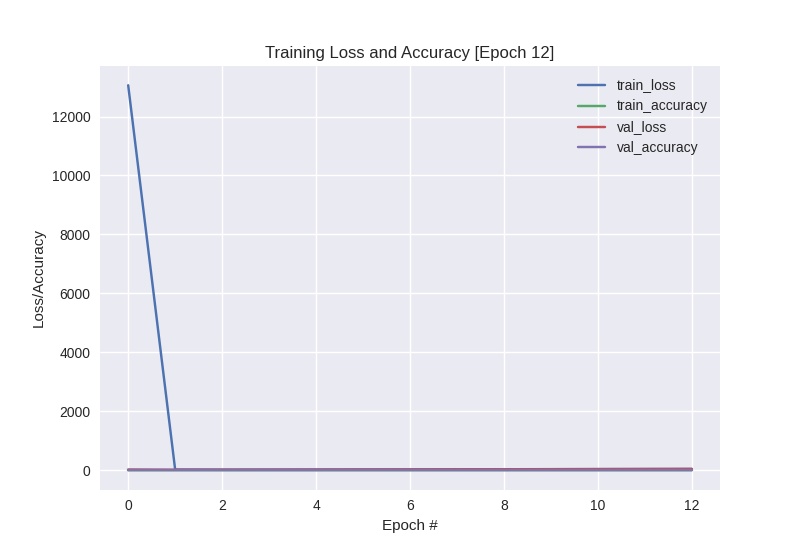 Training Loss and Accuracy [Epoch 12]
train_loss
train_accuracy
val_loss
val_accuracy
12000
10000
8000
6000
4000
2000
0
Loss/Accuracy
0 2 4 6 8 10 12
Epoch #